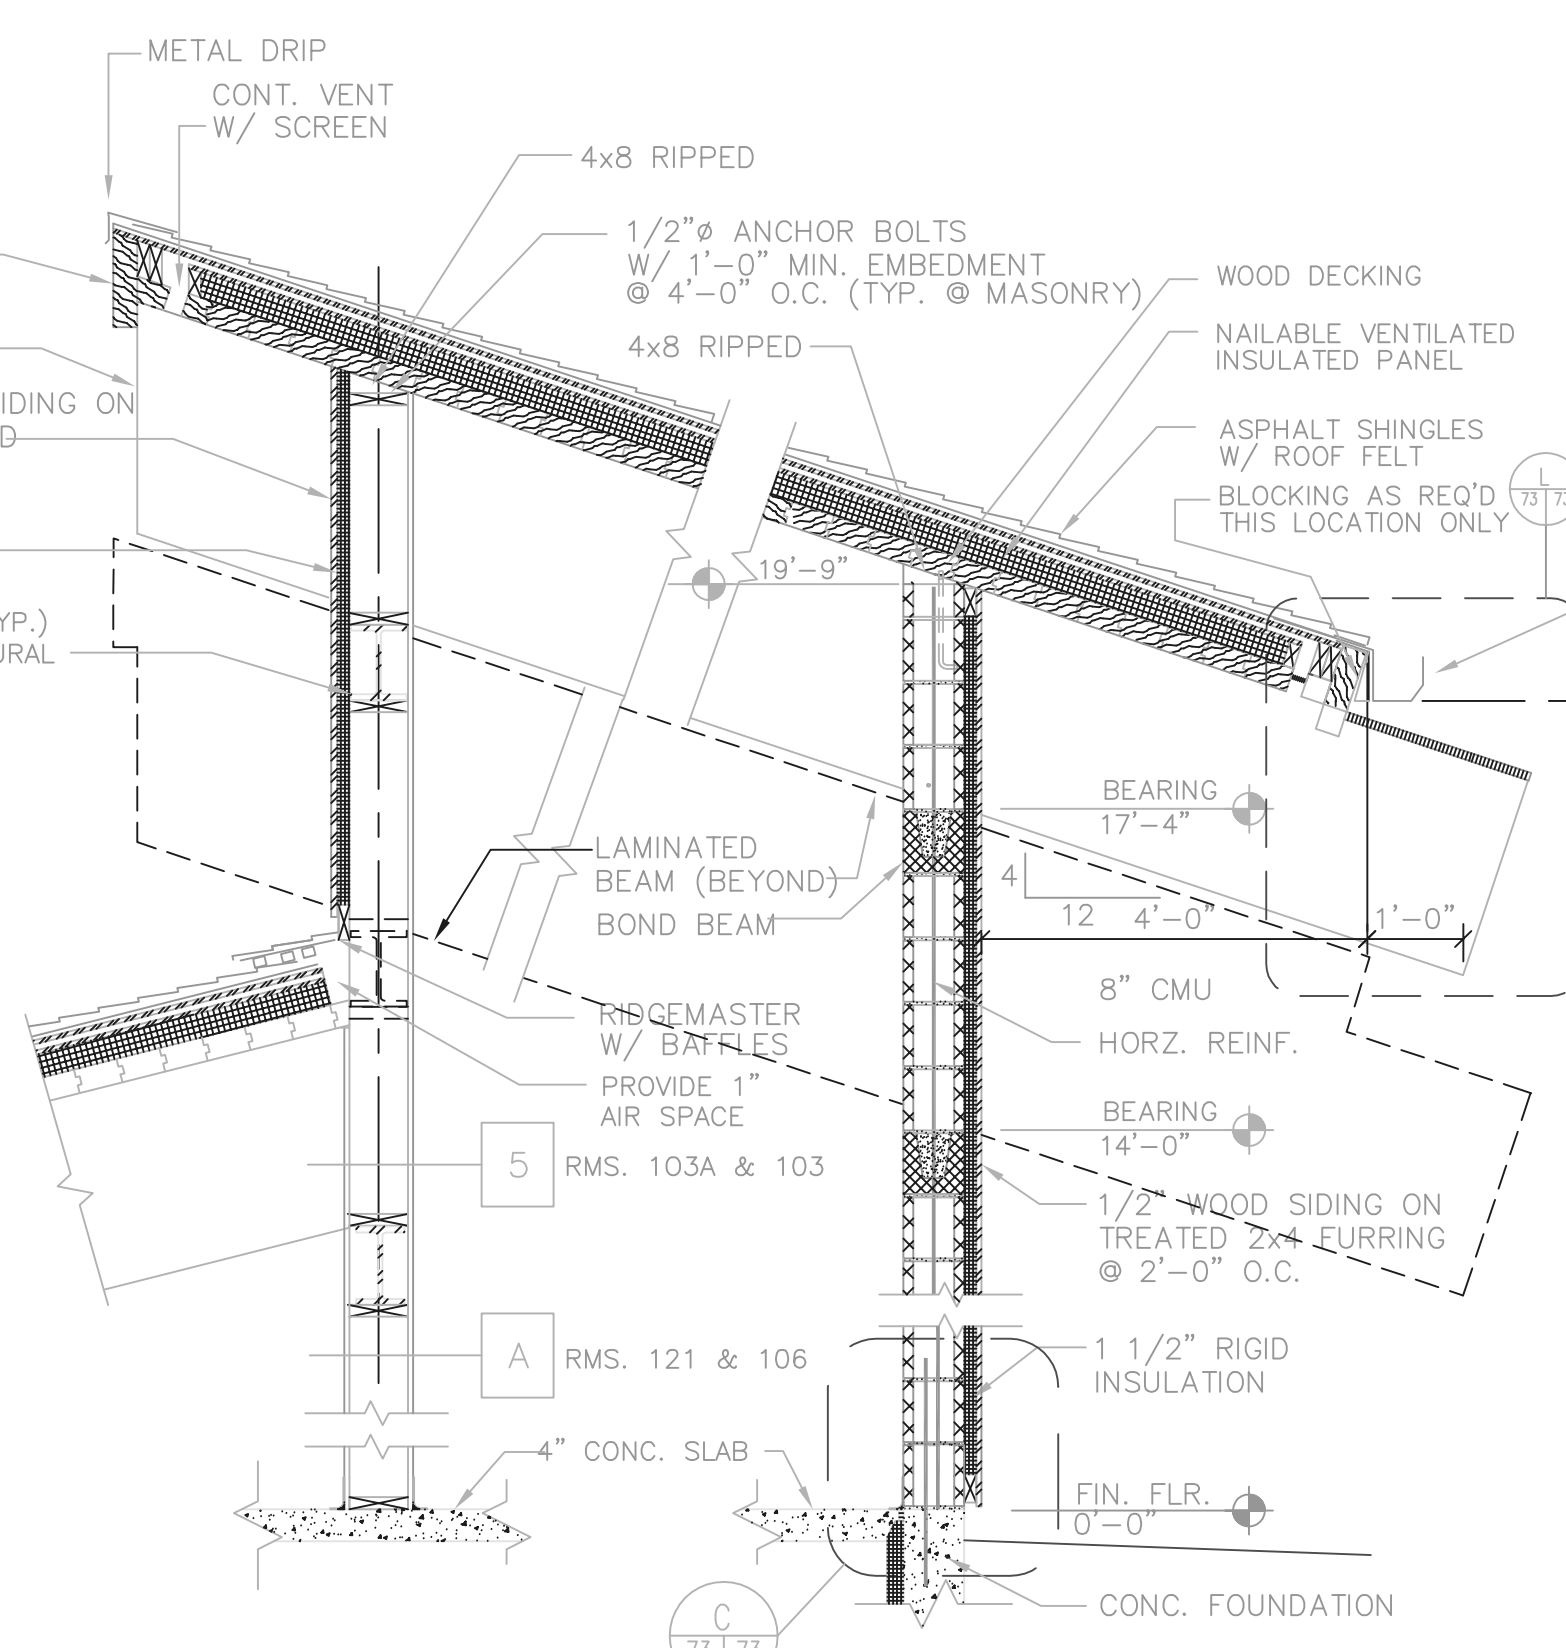 METAL DRIP
CONT. VENT
W/ SCREEN
4x8 RIPPED
1/2"ø ANCHOR BOLTS
W/ 1'-0" MIN. EMBEDMENT
@ 4'-0" O.C. (TYP. @ MASONRY)
4x8 RIPPED
WOOD DECKING
NAILABLE VENTILATED
INSULATED PANEL
ASPHALT SHINGLES
W/ ROOF FELT
BLOCKING AS REQ'D
THIS LOCATION ONLY
L
73 73
IDING ON
D
YP.)
URAL
19'-9"
BEARING
17'-4"
4
12
4'-0"
1'-0"
LAMINATED
BEAM (BEYOND)
BOND BEAM
8" CMU
HORZ. REINF.
RIDGEMASTER
W/ BAFFLES
PROVIDE 1"
AIR SPACE
BEARING
14'-0"
5
RMS. 103A & 103
1/2" WOOD SIDING ON
TREATED 2x4 FURRING
@ 2'-0" O.C.
A
RMS. 121 & 106
1 1/2" RIGID
INSULATION
4" CONC. SLAB
FIN. FLR.
0'-0"
CONC. FOUNDATION
C
73 73